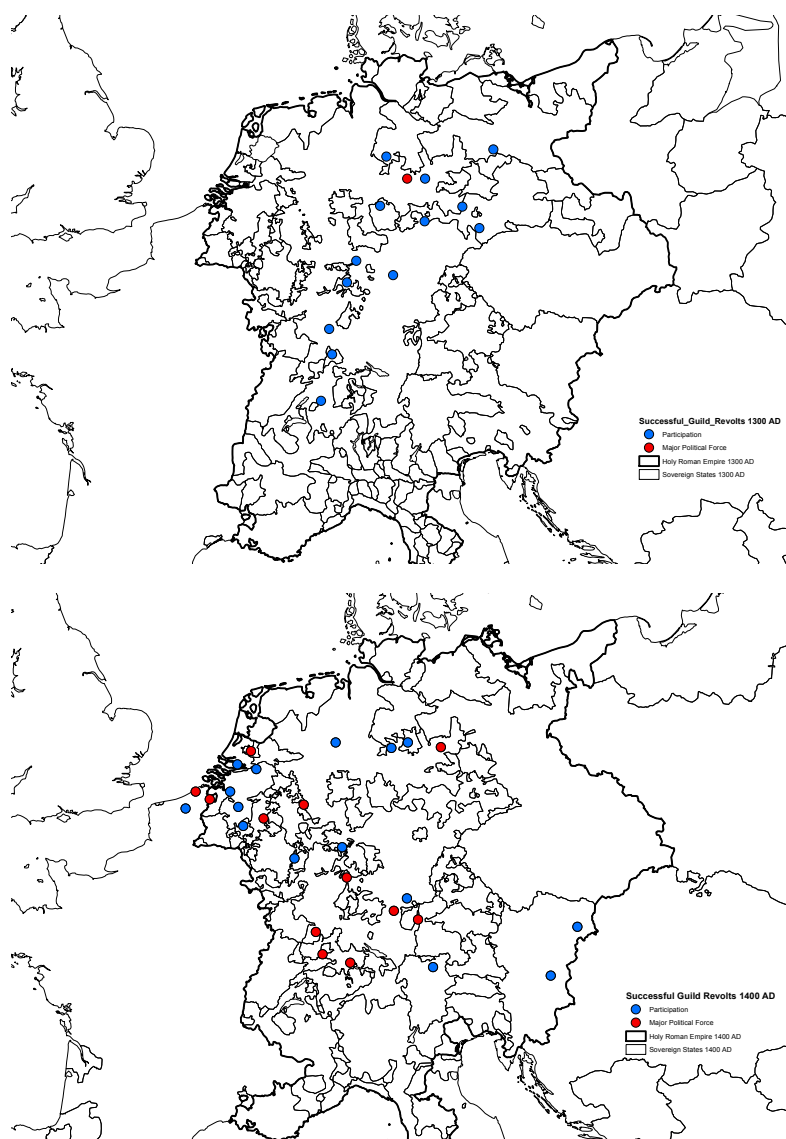 Successful_Guild_Revolts 1300 AD
Participation
Major Political Force
Holy Roman Empire 1300 AD
Sovereign States 1300 AD
Successful Guild Revolts 1400 AD
Participation
Major Political Force
Holy Roman Empire 1400 AD
Sovereign States 1400 AD